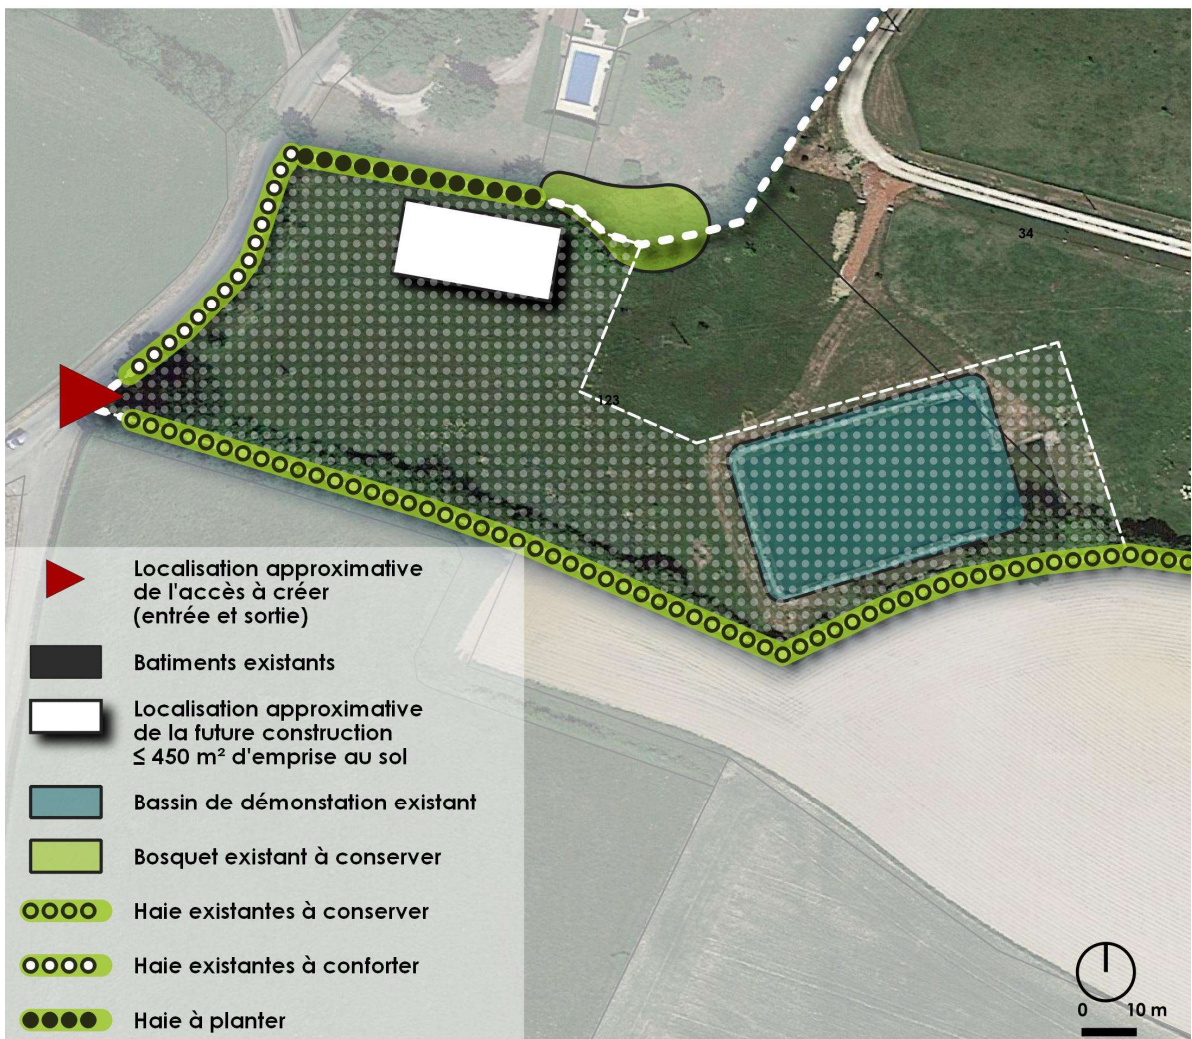 34
123
Localisation approximative
de l'accès à créer
(entrée et sortie)
Batiments existants
Localisation approximative
de la future construction
≤ 450 m² d'emprise au sol
Bassin de démonstation existant
Bosquet existant à conserver
Haie existantes à conserver
Haie existantes à conforter
Haie à planter
0 10 m